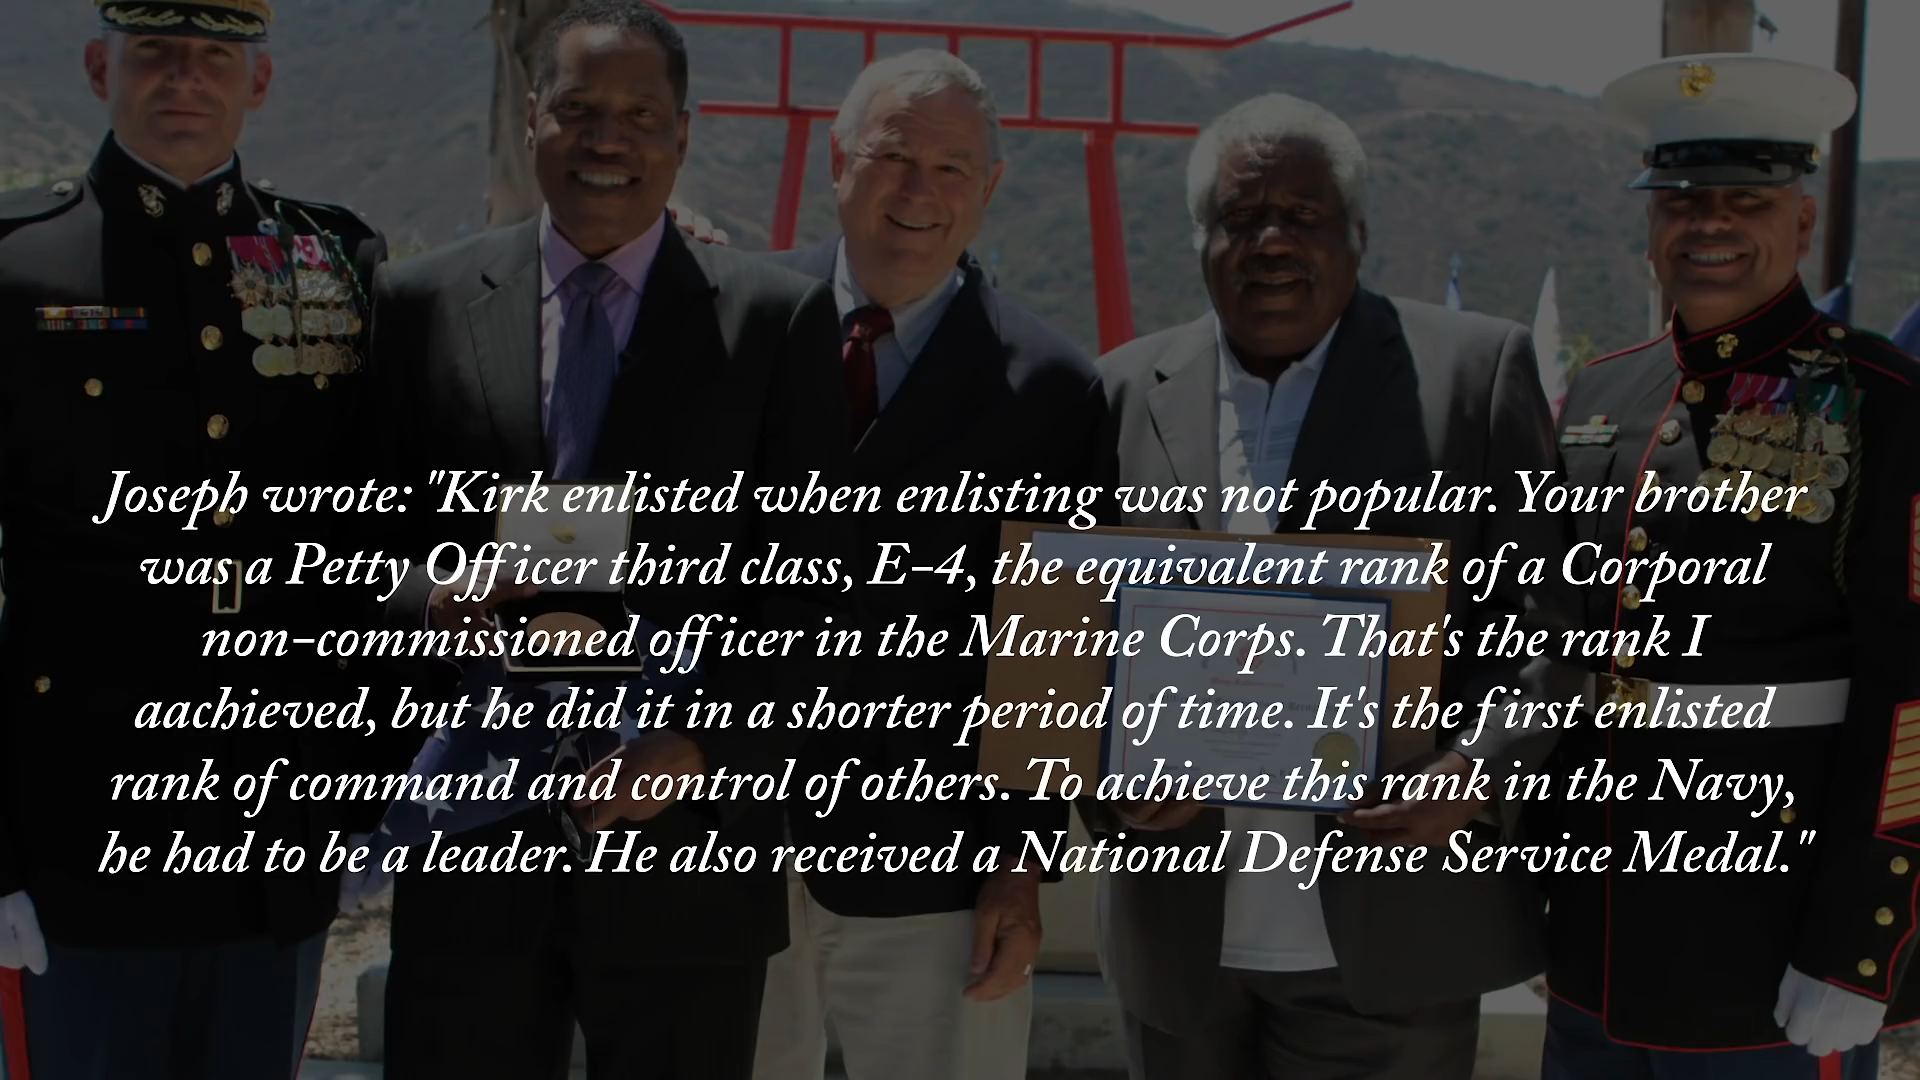 Joseph wrote: "Kirk enlisted when enlisting was not popular. Your brother
was a Petty Officer third class, E-4, the equivalent rank of a Corporal
non-commissioned officer in the Marine Corps. That's the rank I
aachieved, but he did it in a shorter period of time. It's the first enlisted
rank of command and control of others. To achieve this rank in the Navy,
he had to be a leader. He also received a National Defense Service Medal."